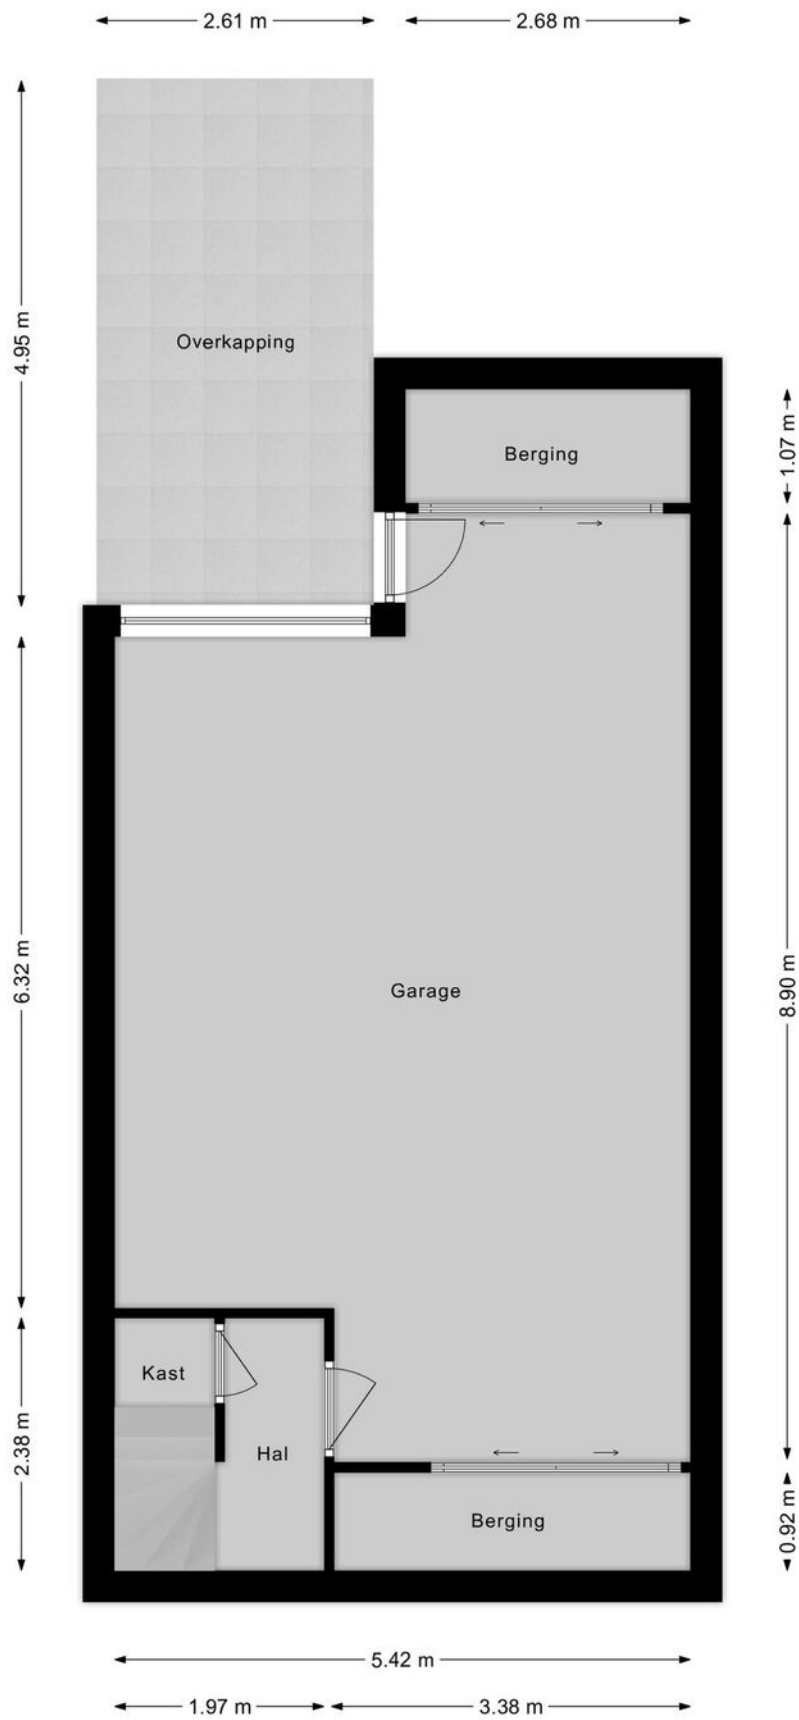 2.61 m
2.68 m
4.95 m
Overkapping
1.07 m
Berging
6.32 m
Garage
8.90 m
Kast
2.38 m
Hal
Berging
0.92 m
5.42 m
1.97 m
3.38 m